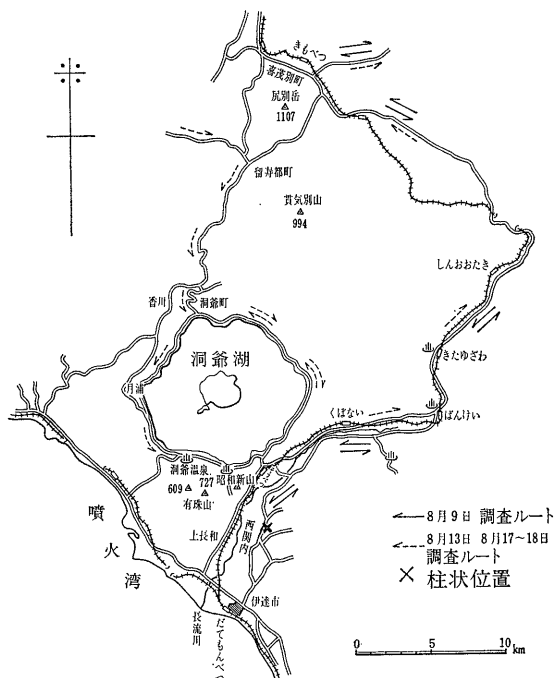 きもべつ
喜茂別町
尻別岳
1107
留寿都町
貫気別山
994
しんおおたき
香川
洞爺町
洞爺湖
きたゆざわ
月浦
くぼない
ばんけい
洞爺温泉
727
昭和新山
609
有珠山
噴火湾
上長和
西関内
伊達市
長流川
だてもんべつ
8月9日 調査ルート
8月13日 8月17~18日
調査ルート
× 柱状位置
0 5 10 km